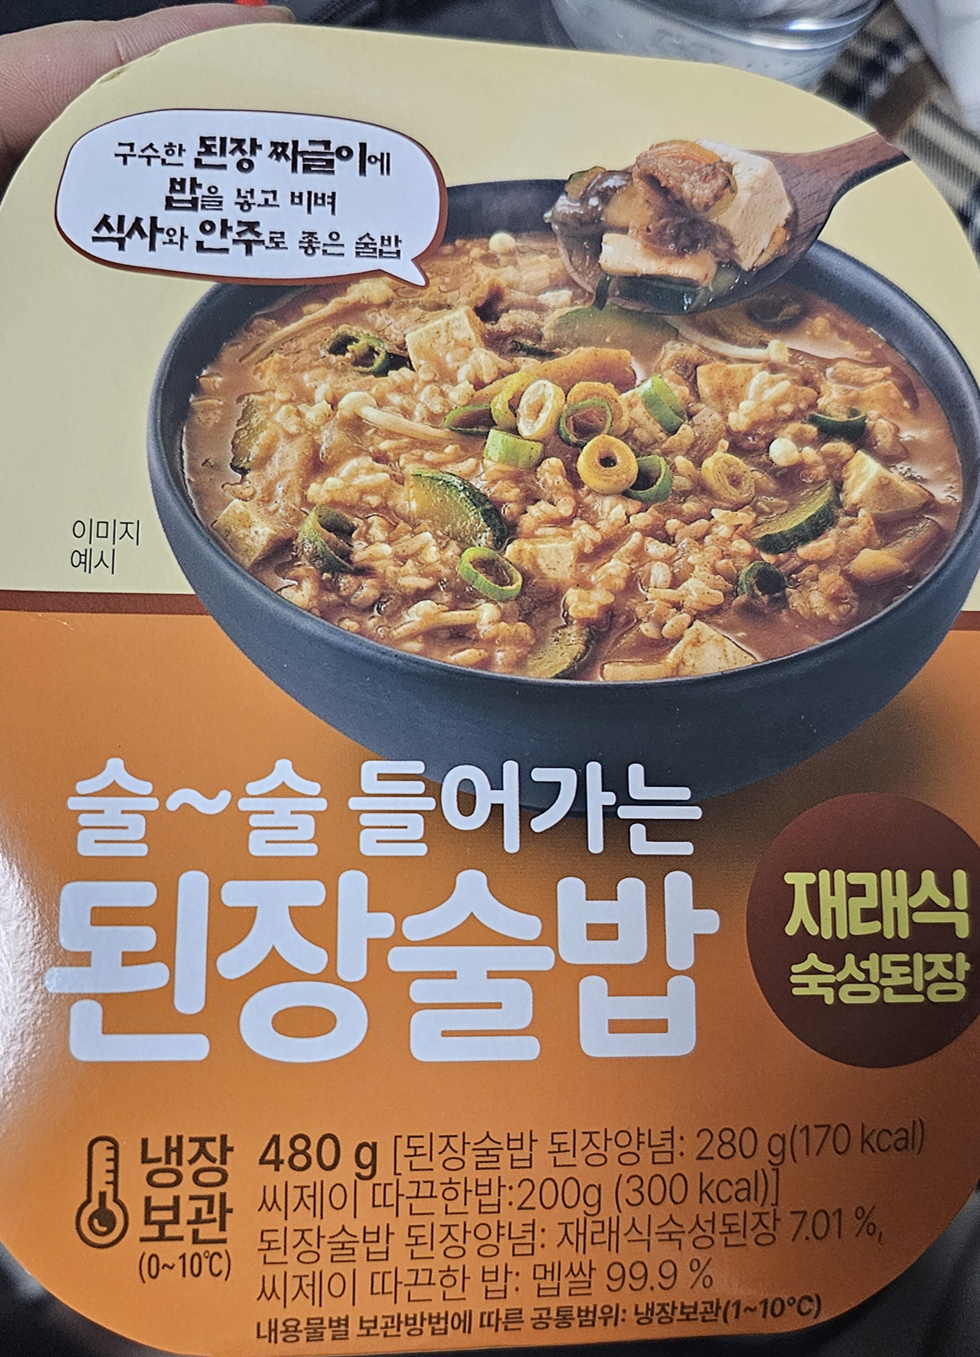 구수한 된장 짜글이에
밥을 넣고 비벼
식사와 안주로 좋은 술밥
이미지
예시
술~술 들어가는
된장술밥
재래식
숙성된장
냉장
보관
(0~10℃)
480 g [된장술밥 된장양념: 280 g(170 kcal)
씨제이 따끈한밥:200g (300 kcal)]
된장술밥 된장양념: 재래식숙성된장 7.01 %,
씨제이 따끈한 밥: 멥쌀 99.9 %
내용물별 보관방법에 따른 공통범위: 냉장보관(1~10°C)